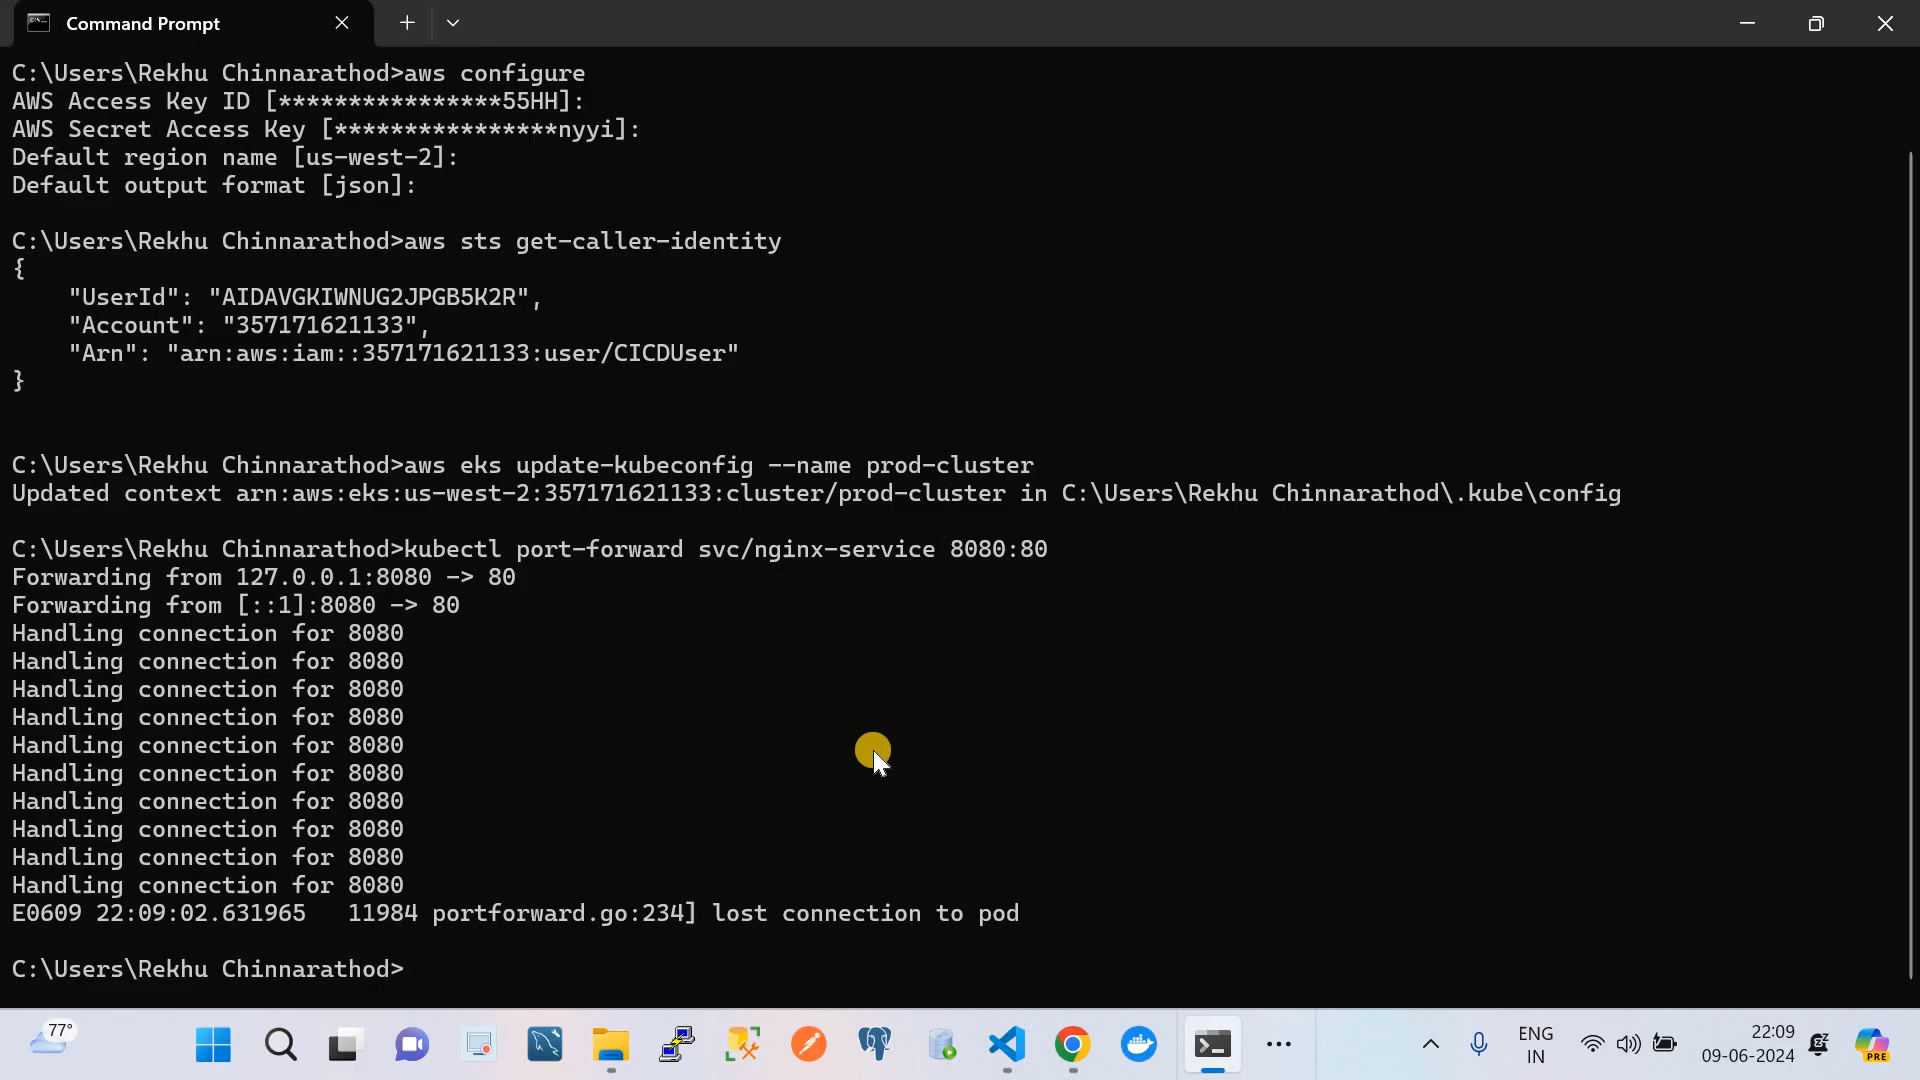 Command Prompt
C:\Users\Rekhu Chinnarathod>aws configure
AWS Access Key ID [****************55HH]:
AWS Secret Access Key [****************nyyi]:
Default region name [us-west-2]:
Default output format [json]:
C:\Users\Rekhu Chinnarathod>aws sts get-caller-identity
{
    "UserId": "AIDAVGKIWNUG2JPGB5K2R",
    "Account": "357171621133",
    "Arn": "arn:aws:iam::357171621133:user/CICDUser"
}
C:\Users\Rekhu Chinnarathod>aws eks update-kubeconfig --name prod-cluster
Updated context arn:aws:eks:us-west-2:357171621133:cluster/prod-cluster in C:\Users\Rekhu Chinnarathod\.kube\config
C:\Users\Rekhu Chinnarathod>kubectl port-forward svc/nginx-service 8080:80
Forwarding from 127.0.0.1:8080 -> 80
Forwarding from [::1]:8080 -> 80
Handling connection for 8080
Handling connection for 8080
Handling connection for 8080
Handling connection for 8080
Handling connection for 8080
Handling connection for 8080
Handling connection for 8080
Handling connection for 8080
Handling connection for 8080
Handling connection for 8080
E0609 22:09:02.631965   11984 portforward.go:234] lost connection to pod
C:\Users\Rekhu Chinnarathod>
77°
ENG
IN
22:09
09-06-2024
PRE